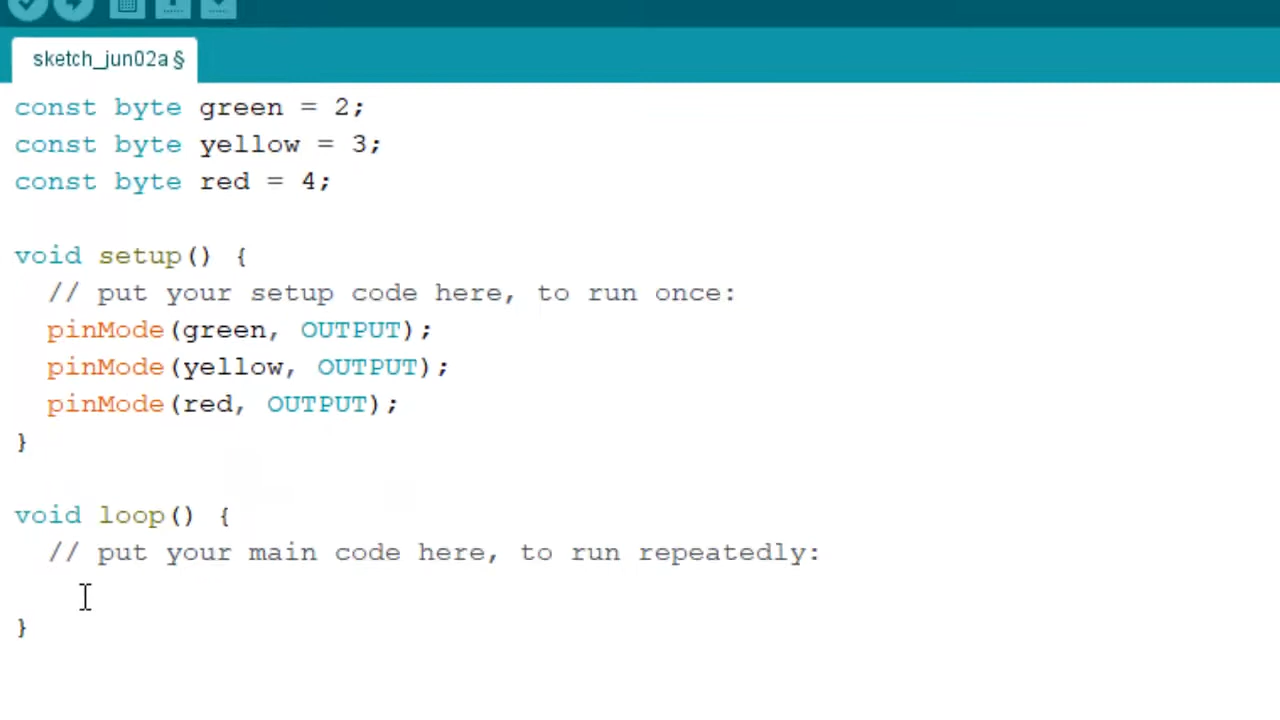 sketch_jun02a §
const byte green = 2;
const byte yellow = 3;
const byte red = 4;
void setup() {
// put your setup code here, to run once:
pinMode(green, OUTPUT);
pinMode(yellow, OUTPUT);
pinMode(red, OUTPUT);
}
void loop() {
// put your main code here, to run repeatedly:
}